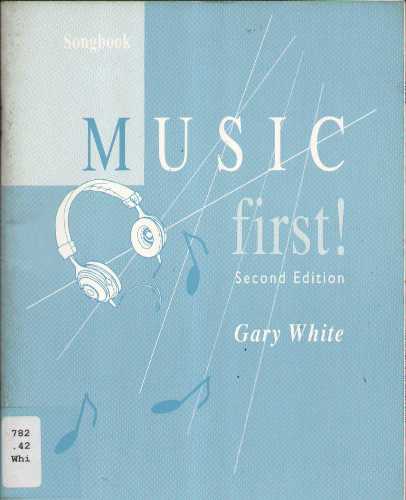 Songbook
MUSIC
first!
Second Edition
Gary White
782
.42
Whi